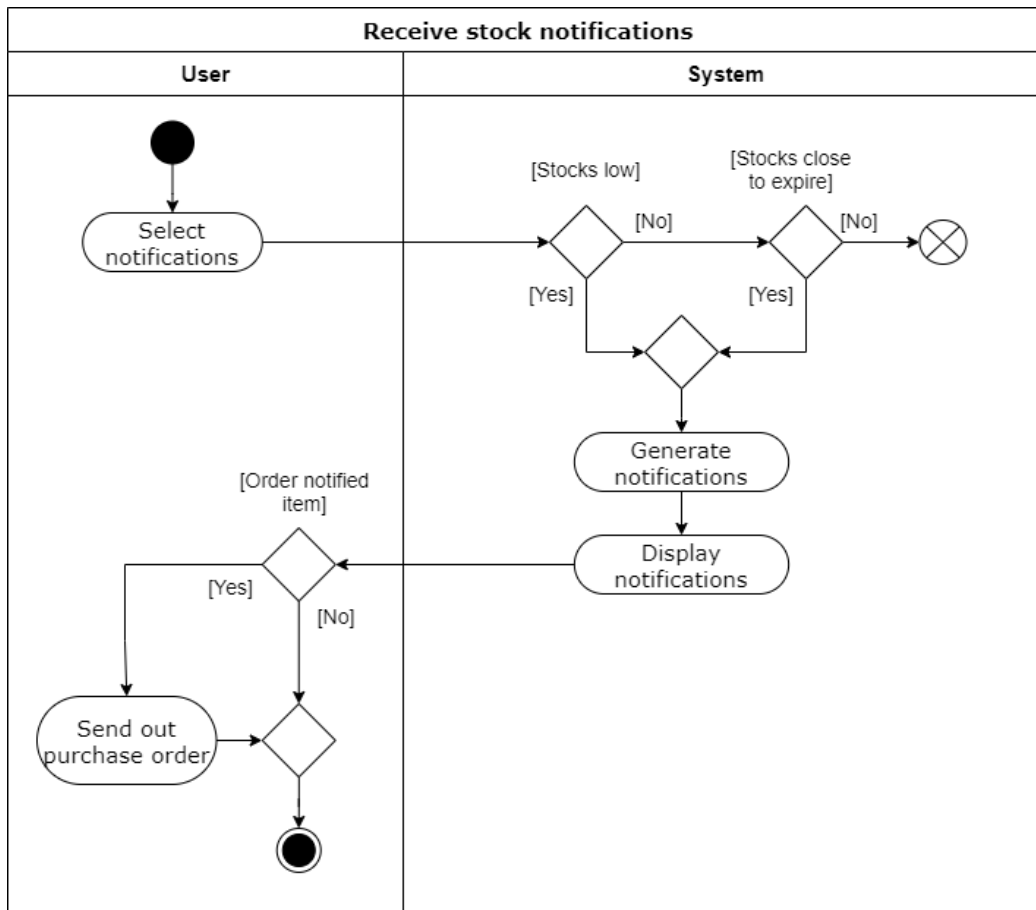 Receive stock notifications
User
System
[Stocks low]
[Stocks close
to expire]
Select
notifications
[No]
[No]
[Yes]
[Yes]
Generate
notifications
[Order notified
item]
Display
notifications
[Yes]
[No]
Send out
purchase order